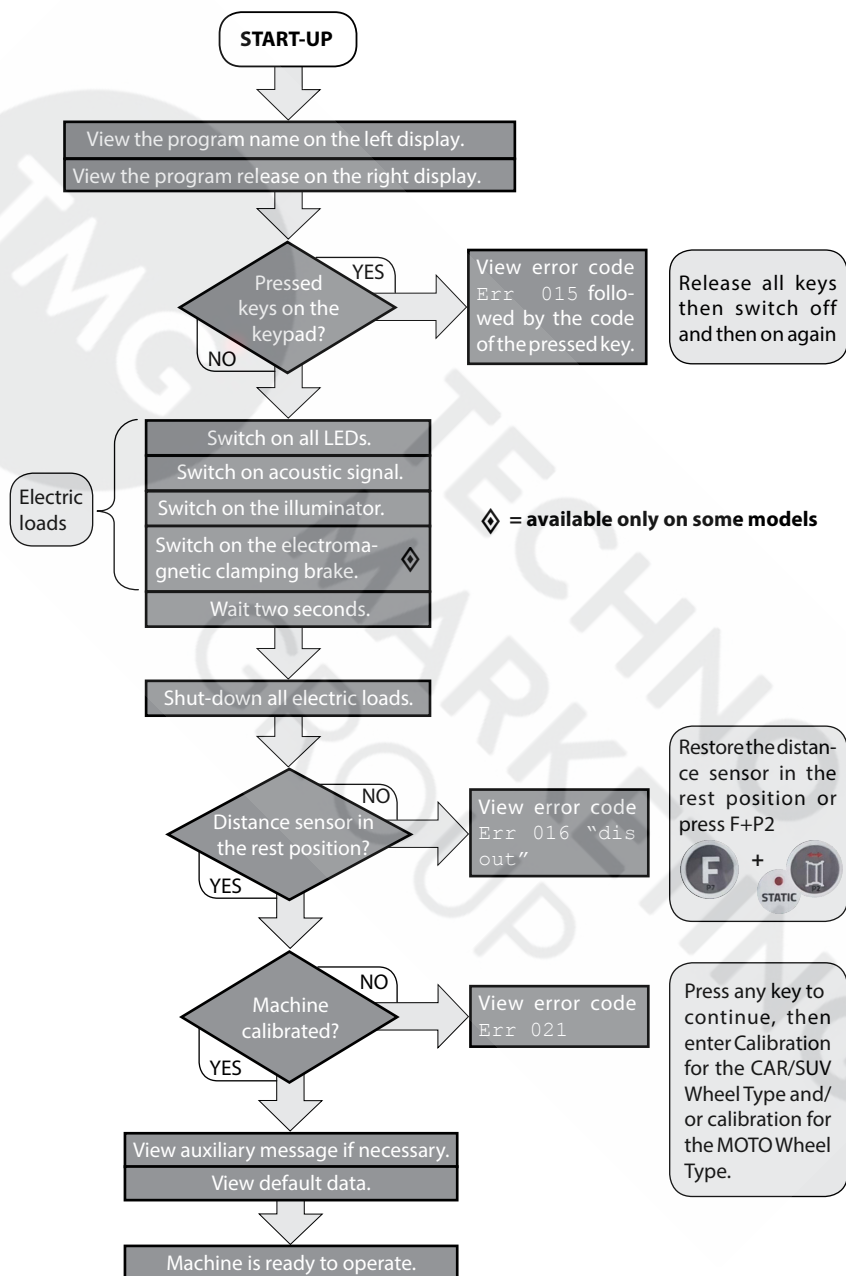 START-UP
View the program name on the left display.
View the program release on the right display.
Pressed
keys on the
keypad?
YES
NO
View error code
Err 015 follo-
wed by the code
of the pressed key.
Release all keys
then switch off
and then on again
Electric
loads
Switch on all LEDs.
Switch on acoustic signal.
Switch on the illuminator.
Switch on the electroma-
gnetic clamping brake.
Wait two seconds.
= available only on some models
Shut-down all electric loads.
Distance sensor in
the rest position?
NO
YES
View error code
Err 016 “dis
out”
Restore the distan-
ce sensor in the
rest position or
press F+P2
F
P7
+
STATIC
P2
Machine
calibrated?
NO
YES
View error code
Err 021
Press any key to
continue, then
enter Calibration
for the CAR/SUV
Wheel Type and/
or calibration for
the MOTO Wheel
Type.
View auxiliary message if necessary.
View default data.
Machine is ready to operate.
TMG
TECHNO
MARKETING
GROUP